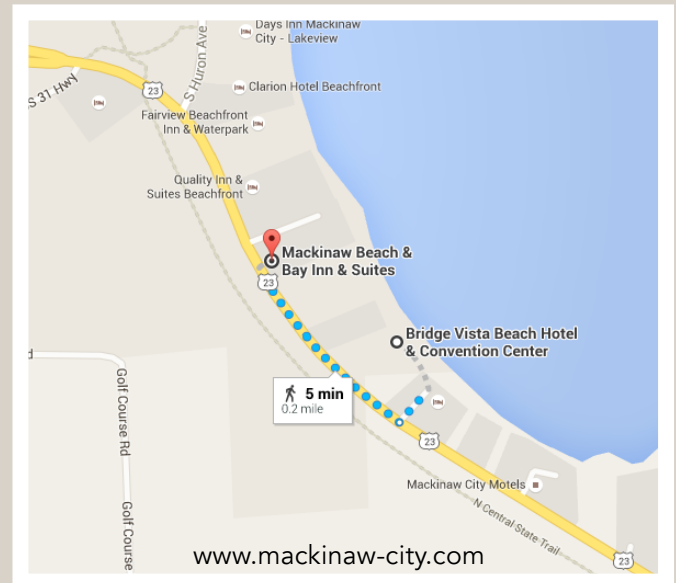 Days Inn Mackinaw
City - Lakeview
S Huron Ave
S 31 Hwy
23
Clarion Hotel Beachfront
Fairview Beachfront
Inn & Waterpark
Quality Inn &
Suites Beachfront
Mackinaw Beach &
Bay Inn & Suites
23
Bridge Vista Beach Hotel
& Convention Center
d
Golf Course Rd
5 min
0.2 mile
23
Mackinaw City Motels
N Central State Trail
Golf Course
www.mackinaw-city.com
23